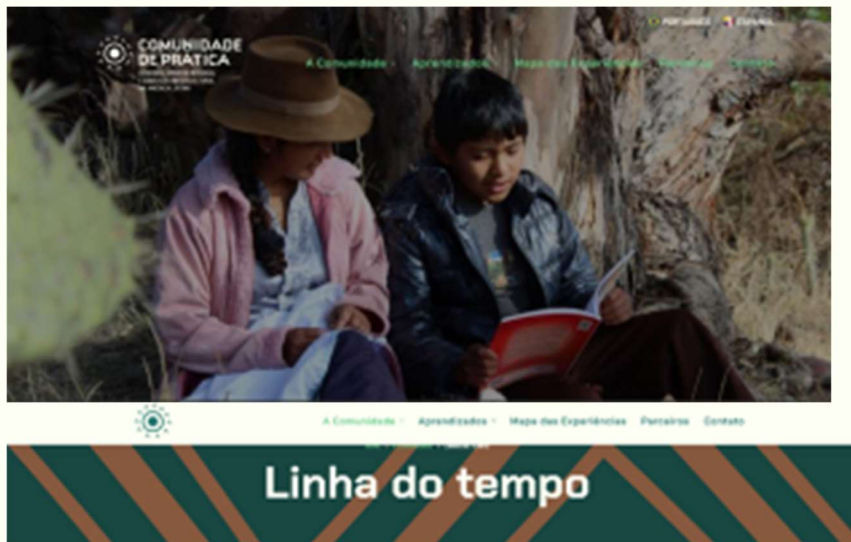 PORTUGUÊS ESPAÑOL
COMUNIDADE
DE PRÁTICA
A Comunidade Aprendizados Mapa das Experiências Parceiros Contato
A Comunidade Aprendizados Mapa das Experiências Parceiros Contato
Linha do tempo